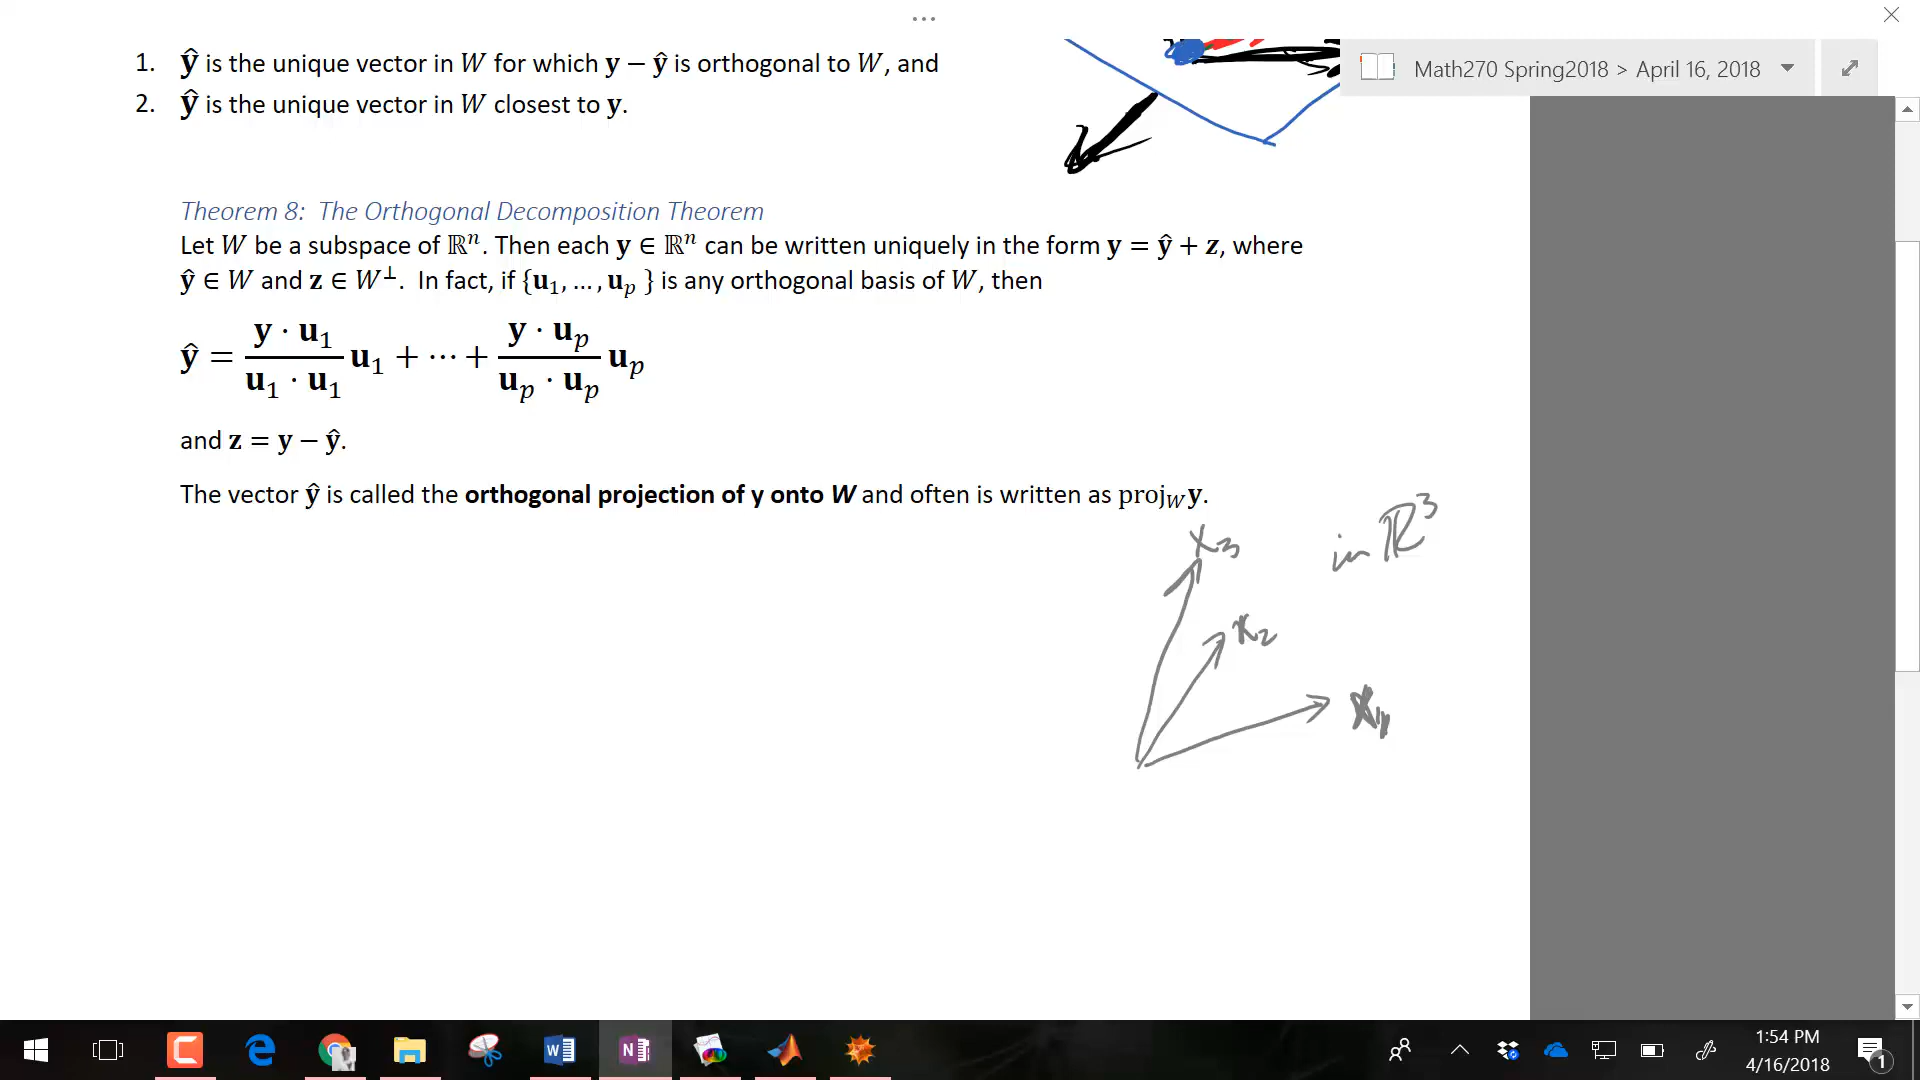 1. ŷ is the unique vector in W for which y − ŷ is orthogonal to W, and
2. ŷ is the unique vector in W closest to y.
Math270 Spring2018 > April 16, 2018
Theorem 8: The Orthogonal Decomposition Theorem
Let W be a subspace of ℝⁿ. Then each y ∈ ℝⁿ can be written uniquely in the form y = ŷ + z, where
ŷ ∈ W and z ∈ W⊥. In fact, if {u₁, … , uₚ } is any orthogonal basis of W, then
ŷ = (y · u₁)/(u₁ · u₁) u₁ + ⋯ + (y · uₚ)/(uₚ · uₚ) uₚ
and z = y − ŷ.
The vector ŷ is called the orthogonal projection of y onto W and often is written as proj_W y.
in ℝ³
x₃
x₂
x₁
1:54 PM
4/16/2018
1